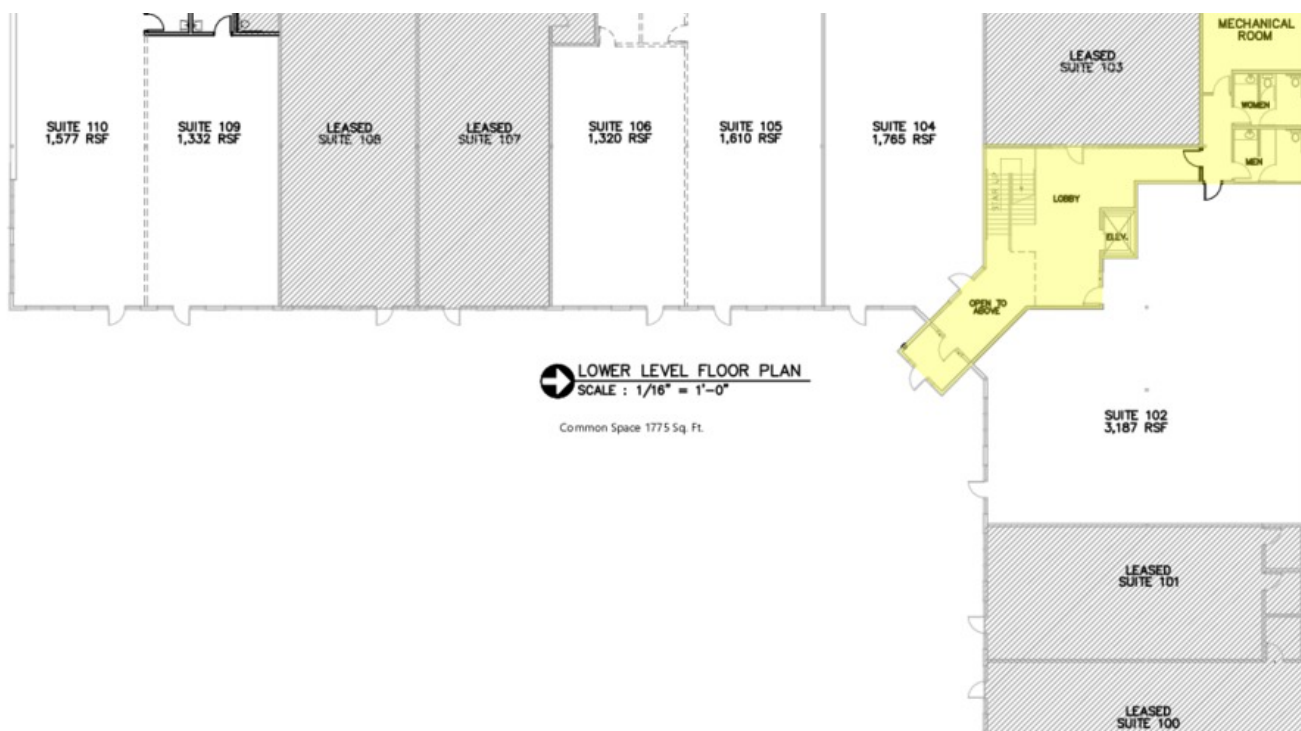 MECHANICAL
ROOM
LEASED
SUITE 103
WOMEN
MEN
SUITE 110
1,577 RSF
SUITE 109
1,332 RSF
LEASED
SUITE 108
LEASED
SUITE 107
SUITE 106
1,320 RSF
SUITE 105
1,610 RSF
SUITE 104
1,765 RSF
LOBBY
ELEV.
OPEN TO
ABOVE
LOWER LEVEL FLOOR PLAN
SCALE : 1/16" = 1'-0"
Common Space 1775 Sq. Ft.
SUITE 102
3,187 RSF
LEASED
SUITE 101
LEASED
SUITE 100